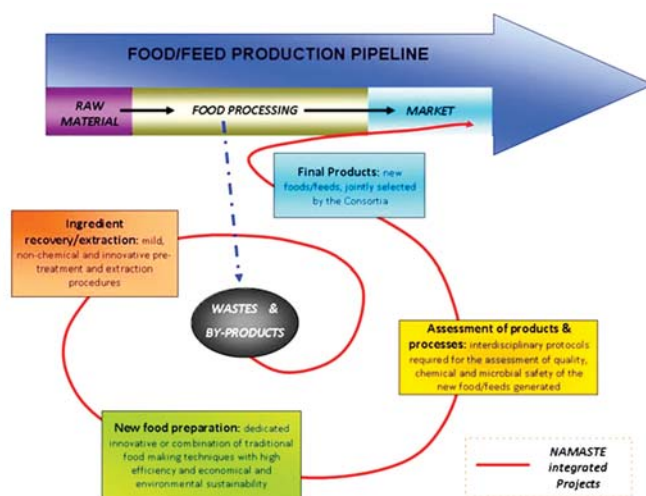 FOOD/FEED PRODUCTION PIPELINE
RAW
MATERIAL
FOOD PROCESSING
MARKET
Final Products: new
foods/feeds, jointly selected
by the Consortia
Ingredient
recovery/extraction: mild,
non-chemical and innovative pre-
treatment and extraction
procedures
WASTES &
BY-PRODUCTS
Assessment of products &
processes: interdisciplinary protocols
required for the assessment of quality,
chemical and microbial safety of the
new food/feeds generated
New food preparation: dedicated
innovative or combination of traditional
food making techniques with high
efficiency and economical and
environmental sustainability
NAMASTE
integrated
Projects